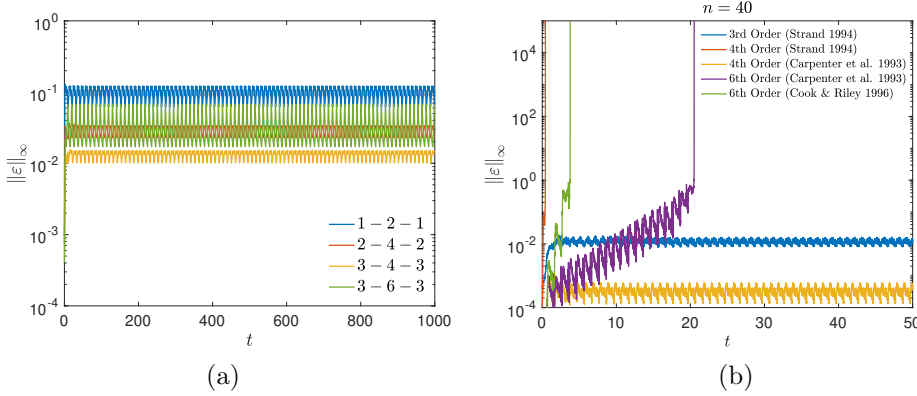 10^0
10^-1
10^-2
10^-3
10^-4
||ε||∞
0 200 400 600 800 1000
t
1 − 2 − 1
2 − 4 − 2
3 − 4 − 3
3 − 6 − 3
(a)
n = 40
10^4
10^2
10^0
10^-2
10^-4
||ε||∞
0 10 20 30 40 50
t
3rd Order (Strand 1994)
4th Order (Strand 1994)
4th Order (Carpenter et al. 1993)
6th Order (Carpenter et al. 1993)
6th Order (Cook & Riley 1996)
(b)